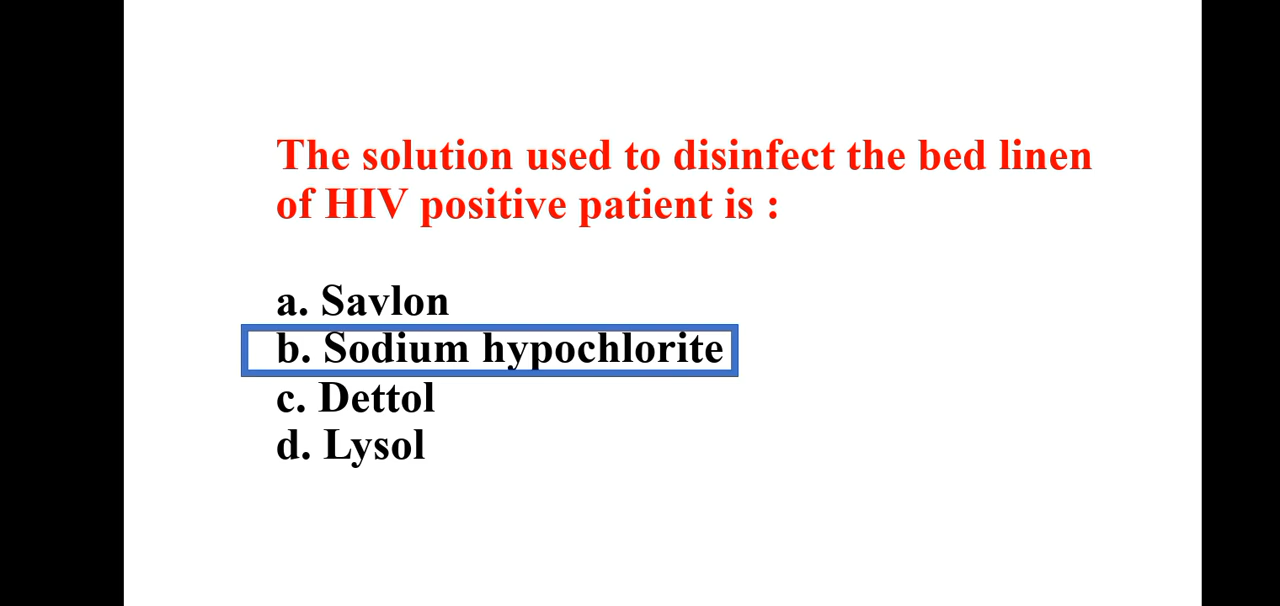 The solution used to disinfect the bed linen
of HIV positive patient is :
a. Savlon
b. Sodium hypochlorite
c. Dettol
d. Lysol